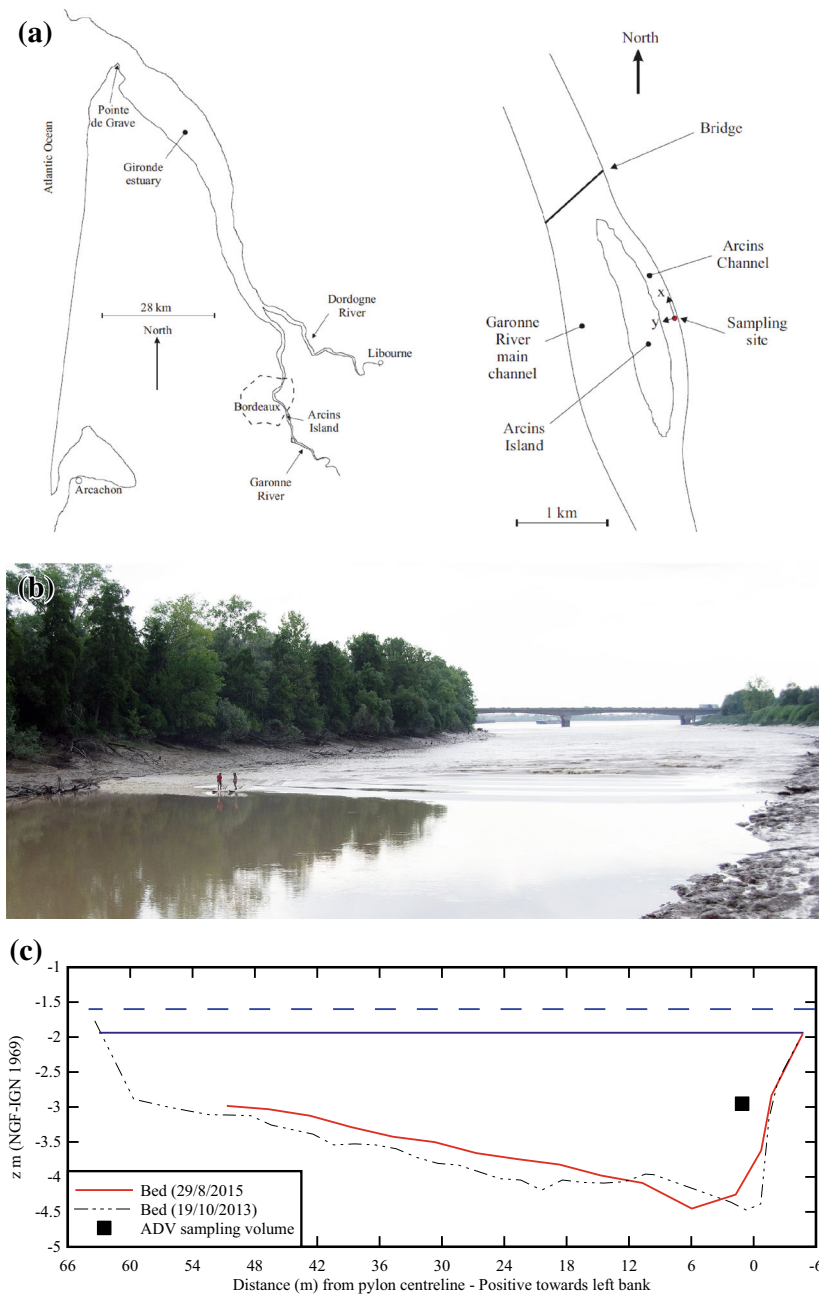 (a)
North
Pointe
de Grave
Atlantic Ocean
Gironde
estuary
28 km
North
Dordogne
River
Libourne
Bordeaux
Arcins
Island
Garonne
River
Arcachon
Bridge
Arcins
Channel
x
y
Sampling
site
Garonne
River
main
channel
Arcins
Island
1 km
(b)
(c)
-1
-1.5
-2
-2.5
-3
-3.5
-4
-4.5
-5
z m (NGF-IGN 1969)
Bed (29/8/2015)
Bed (19/10/2013)
ADV sampling volume
66 60 54 48 42 36 30 24 18 12 6 0 -6
Distance (m) from pylon centreline - Positive towards left bank